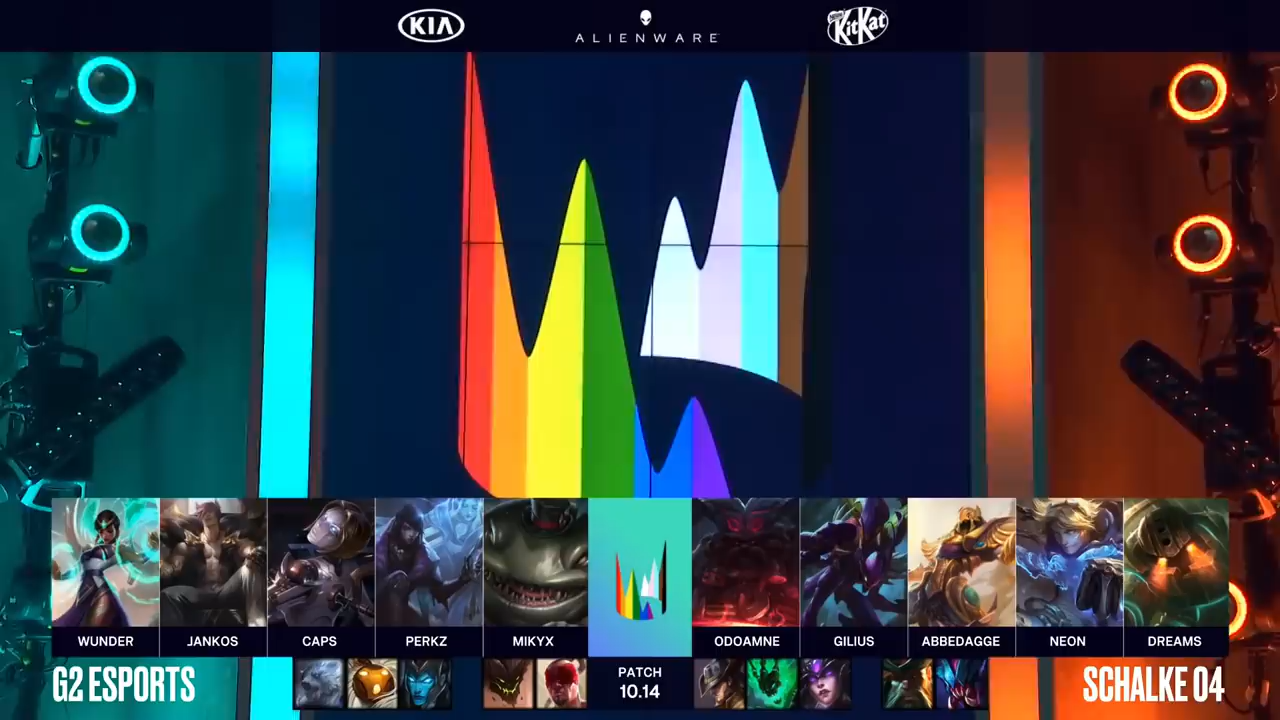 KIA
ALIENWARE
Nestlé KitKat
WUNDER
JANKOS
CAPS
PERKZ
MIKYX
ODOAMNE
GILIUS
ABBEDAGGE
NEON
DREAMS
G2 ESPORTS
PATCH
10.14
SCHALKE 04